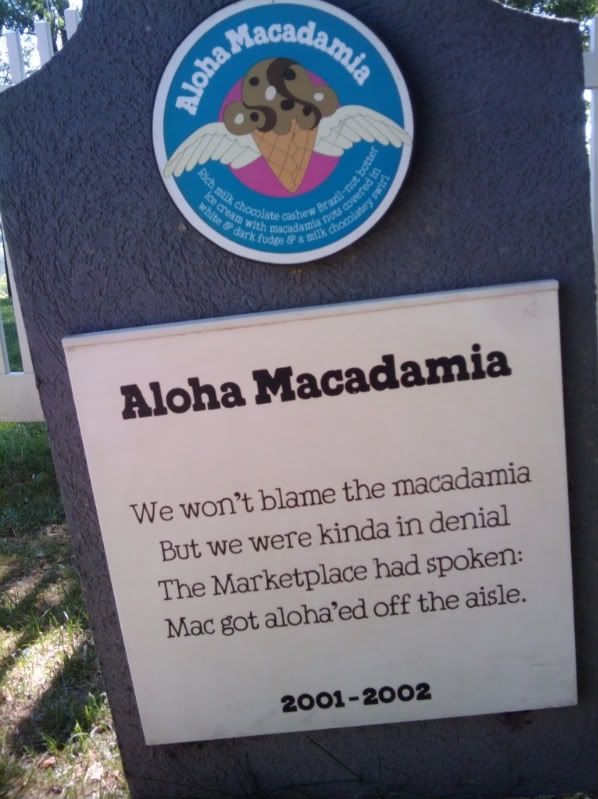 Aloha Macadamia
Rich milk chocolate cashew Brazil-nut butter
ice cream with macadamia nuts covered in
white & dark fudge & a milk chocolatey swirl
Aloha Macadamia
We won't blame the macadamia
But we were kinda in denial
The Marketplace had spoken:
Mac got aloha'ed off the aisle.
2001-2002